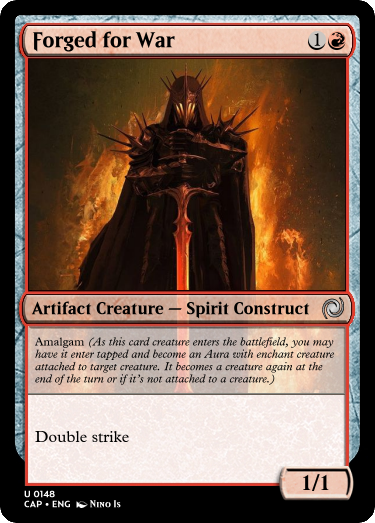 Forged for War 1
Artifact Creature — Spirit Construct
Amalgam (As this card creature enters the battlefield, you may
have it enter tapped and become an Aura with enchant creature
attached to target creature. It becomes a creature again at the
end of the turn or if it's not attached to a creature.)
Double strike
1/1
U 0148
CAP • ENG Nino Is